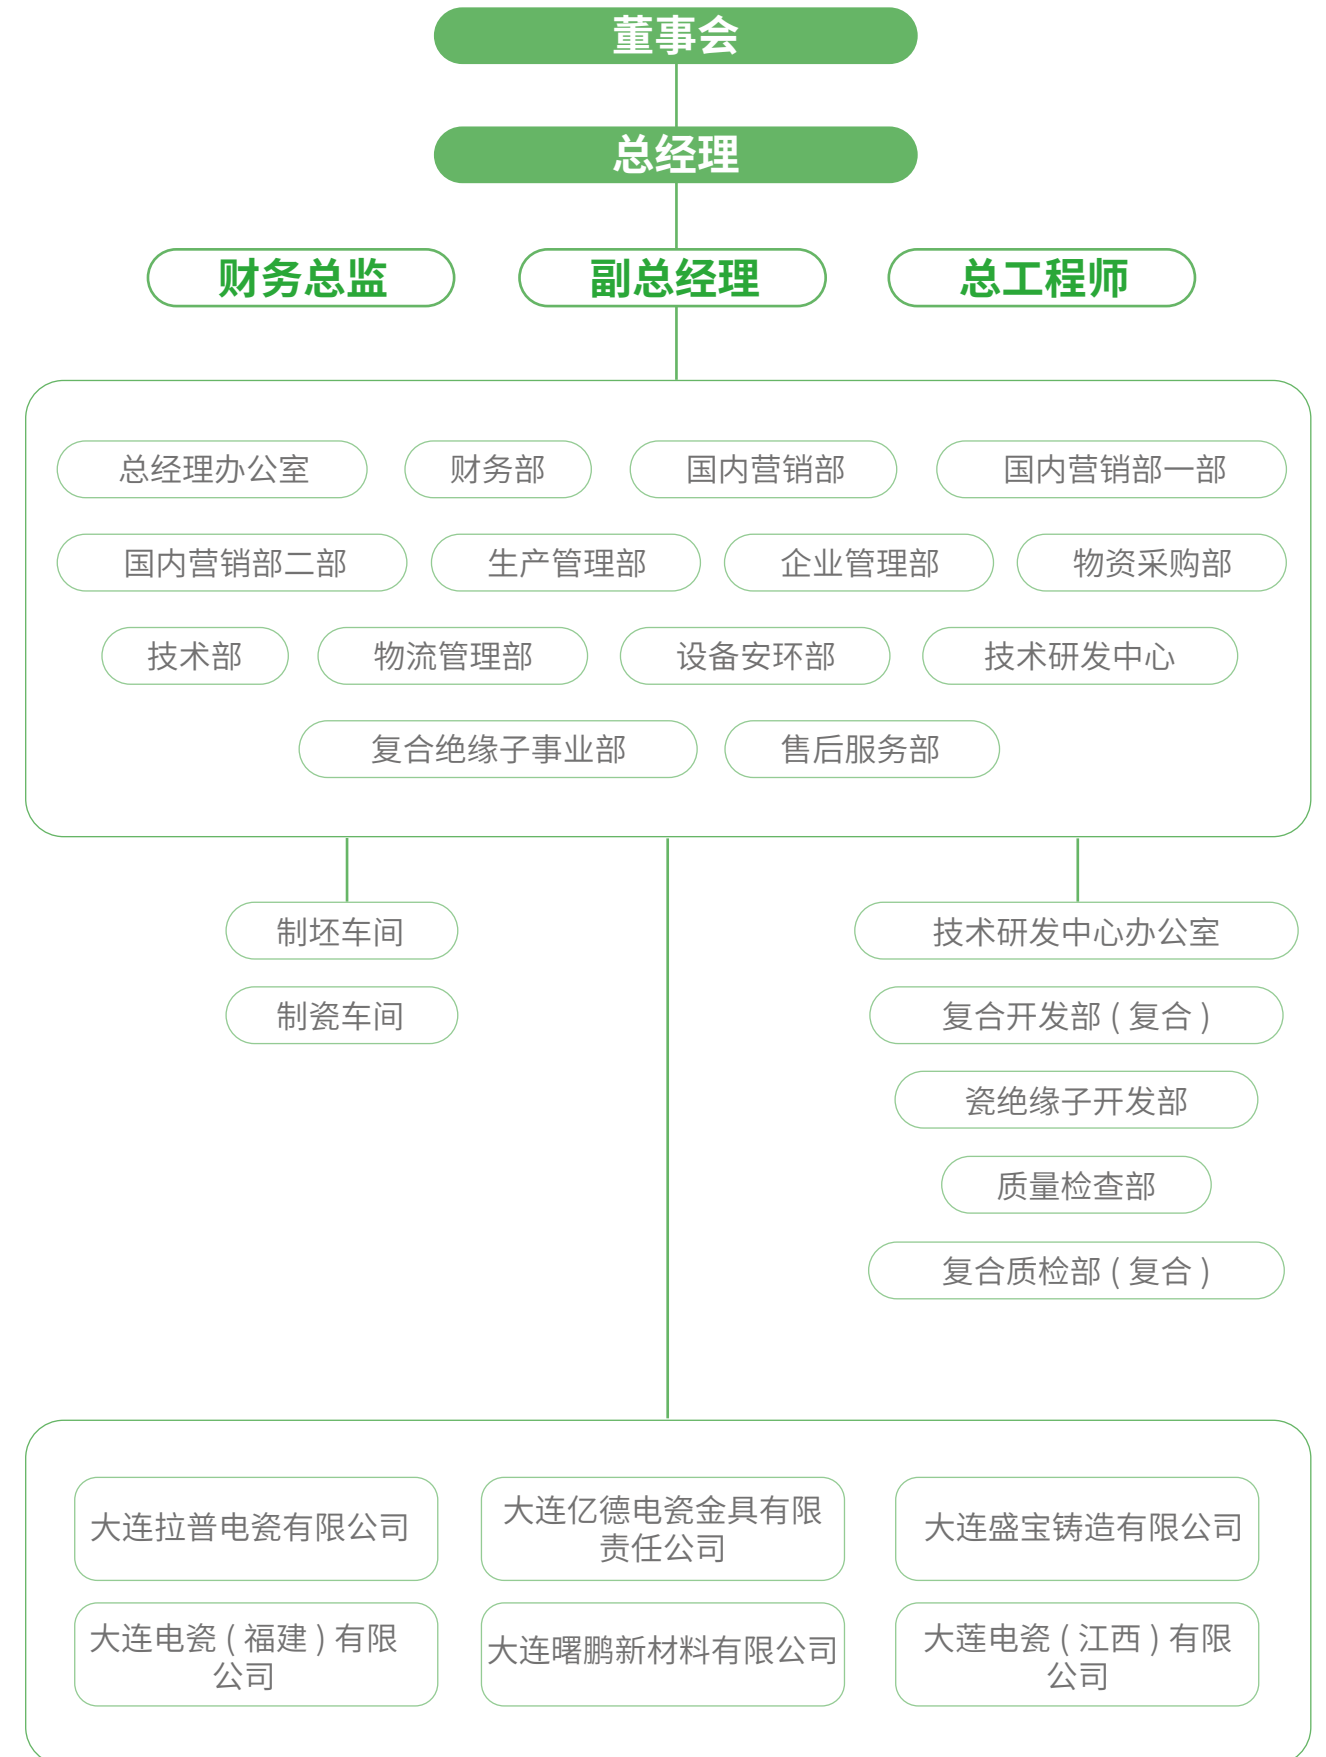 董事会
总经理
财务总监
副总经理
总工程师
总经理办公室
财务部
国内营销部
国内营销部一部
国内营销部二部
生产管理部
企业管理部
物资采购部
技术部
物流管理部
设备安环部
技术研发中心
复合绝缘子事业部
售后服务部
制坯车间
制瓷车间
技术研发中心办公室
复合开发部 ( 复合 )
瓷绝缘子开发部
质量检查部
复合质检部 ( 复合 )
大连拉普电瓷有限公司
大连亿德电瓷金具有限
责任公司
大连盛宝铸造有限公司
大连电瓷 ( 福建 ) 有限
公司
大连曙鹏新材料有限公司
大莲电瓷 ( 江西 ) 有限
公司